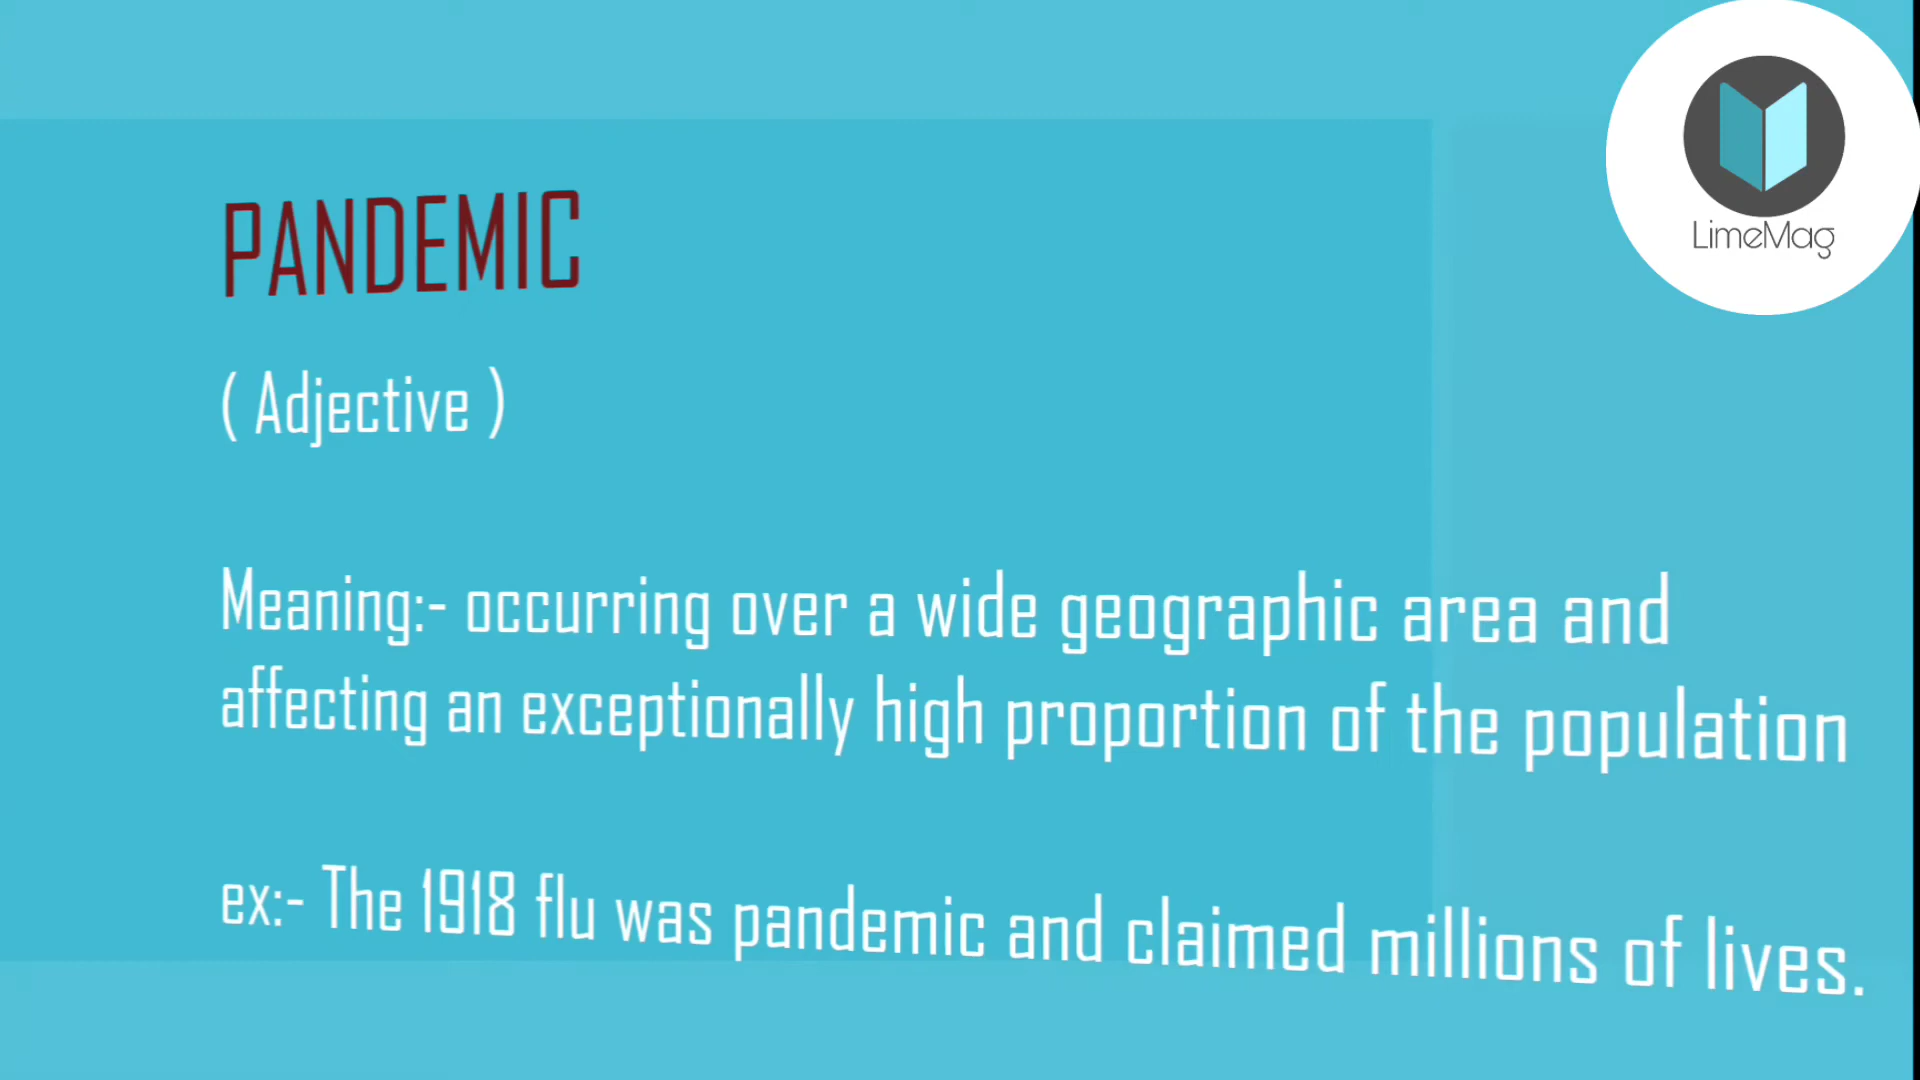 LimeMag
PANDEMIC
( Adjective )
Meaning:- occurring over a wide geographic area and
affecting an exceptionally high proportion of the population
ex:- The 1918 flu was pandemic and claimed millions of lives.